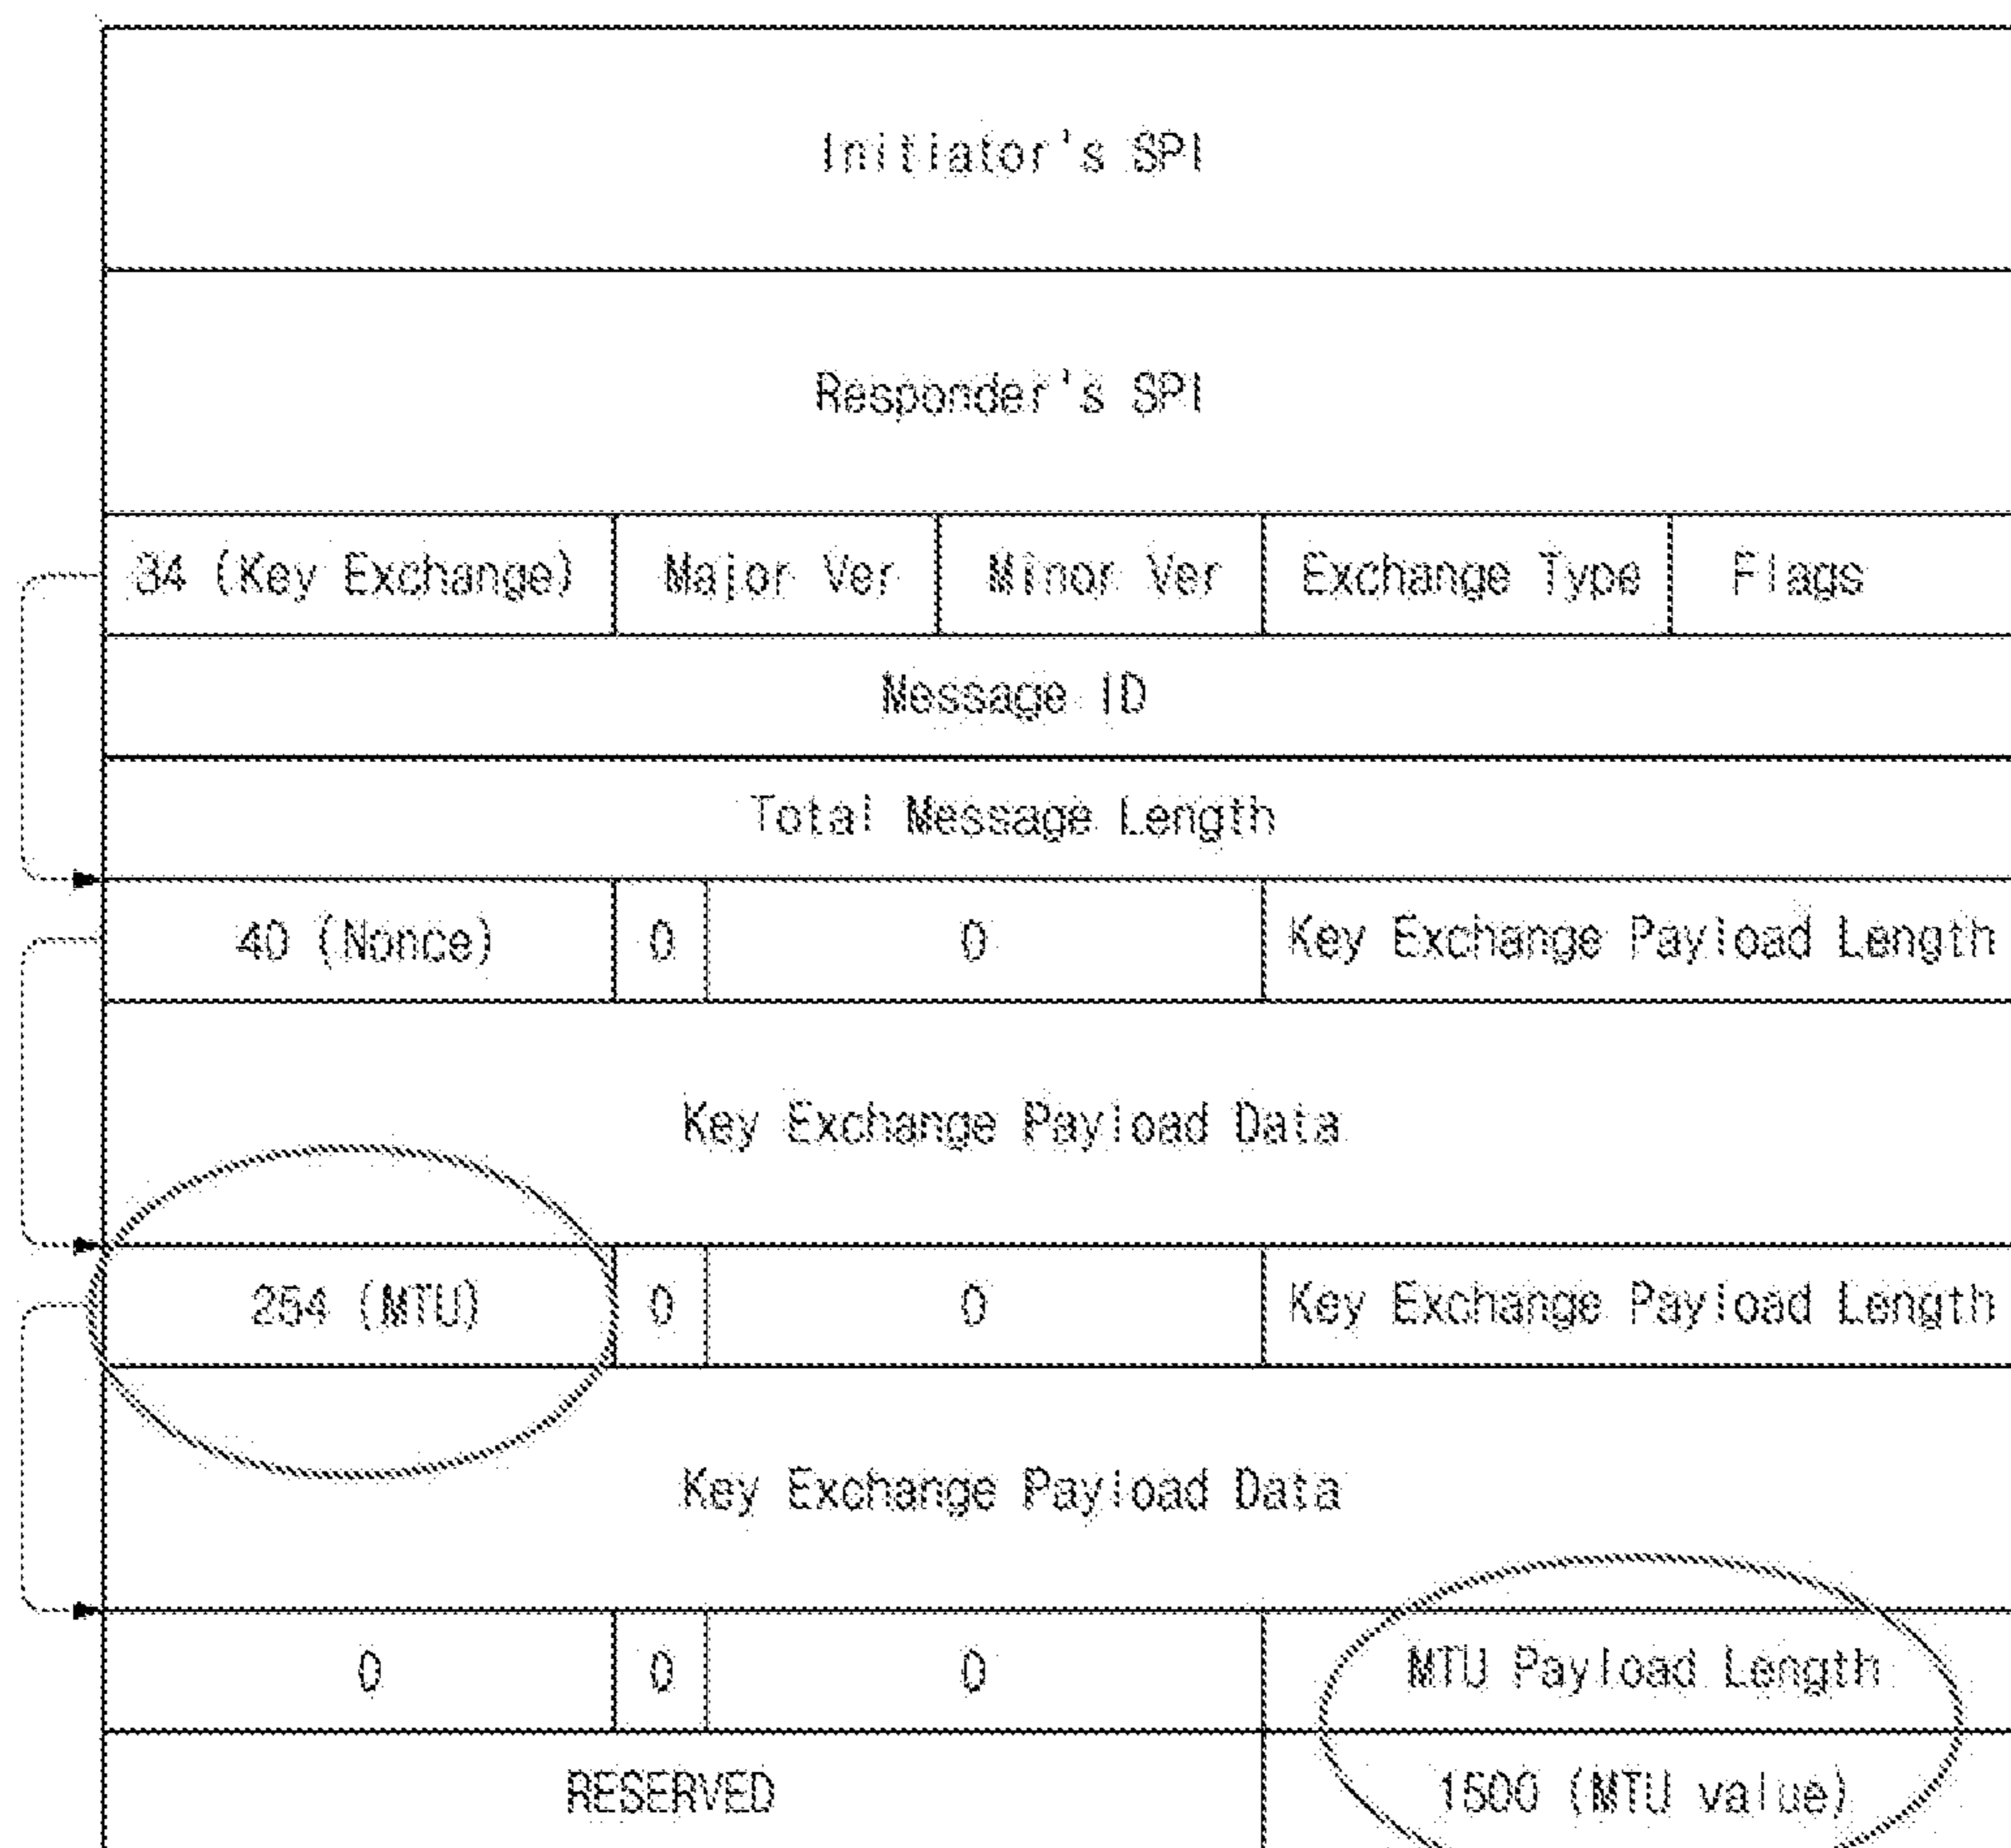 Initiator's SPI
Responder's SPI
34 (Key Exchange) Major Ver Minor Ver Exchange Type Flags
Message ID
Total Message Length
40 (Nonce) 0 0 Key Exchange Payload Length
Key Exchange Payload Data
254 (MTU) 0 0 Key Exchange Payload Length
Key Exchange Payload Data
0 0 0 MTU Payload Length
RESERVED 1500 (MTU value)